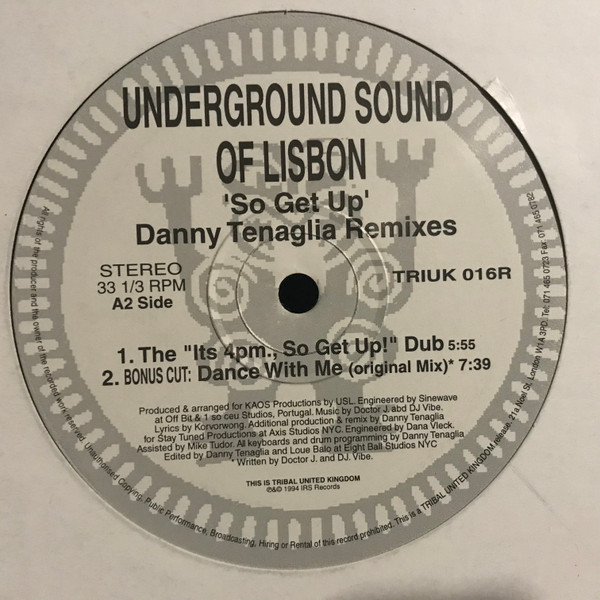 UNDERGROUND SOUND
OF LISBON
'So Get Up'
Danny Tenaglia Remixes
STEREO
33 1/3 RPM
A2 Side
TRIUK 016R
1. The "Its 4pm., So Get Up!" Dub 5:55
2. BONUS CUT: Dance With Me (original Mix)* 7:39
Produced & arranged for KAOS Productions by USL. Engineered by Sinewave
at Off Bit & 1 so ceu Studios, Portugal. Music by Doctor J. abd DJ Vibe.
Lyrics by Korvorwong. Additional production & remix by Danny Tenaglia
for Stay Tuned Productions at Axis Studios NYC. Engineered by Dana Vleck.
Assisted by Mike Tudor. All keyboards and drum programming by Danny Tenaglia
Edited by Danny Tenaglia and Loue Balo at Eight Ball Studios NYC
* Written by Doctor J. and DJ. Vibe.
THIS IS TRIBAL UNITED KINGDOM
℗&© 1994 IRS Records
All rights of the producer and the owner of the recorded work reserved. Unauthorised Copying, Public Performance, Broadcasting, Hiring or Rental of this record prohibited. This is a TRIBAL UNITED KINGDOM release. 21a Noel St. London W1A 3PD. Tel: 071 465 0723 Fax: 071 465 0782